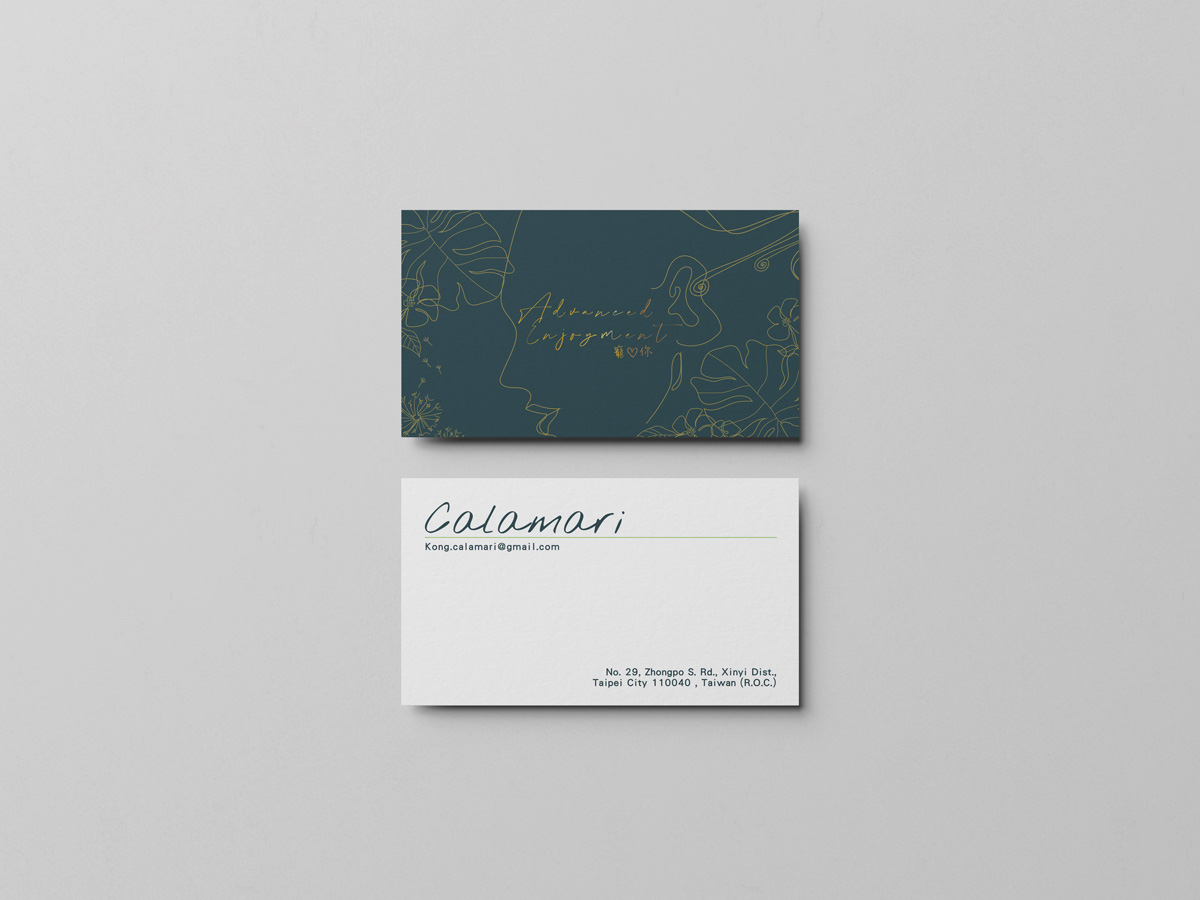 Advanced
Enjoyment
寵♡你
Calamari
Kong.calamari@gmail.com
No. 29, Zhongpo S. Rd., Xinyi Dist.,
Taipei City 110040 , Taiwan (R.O.C.)